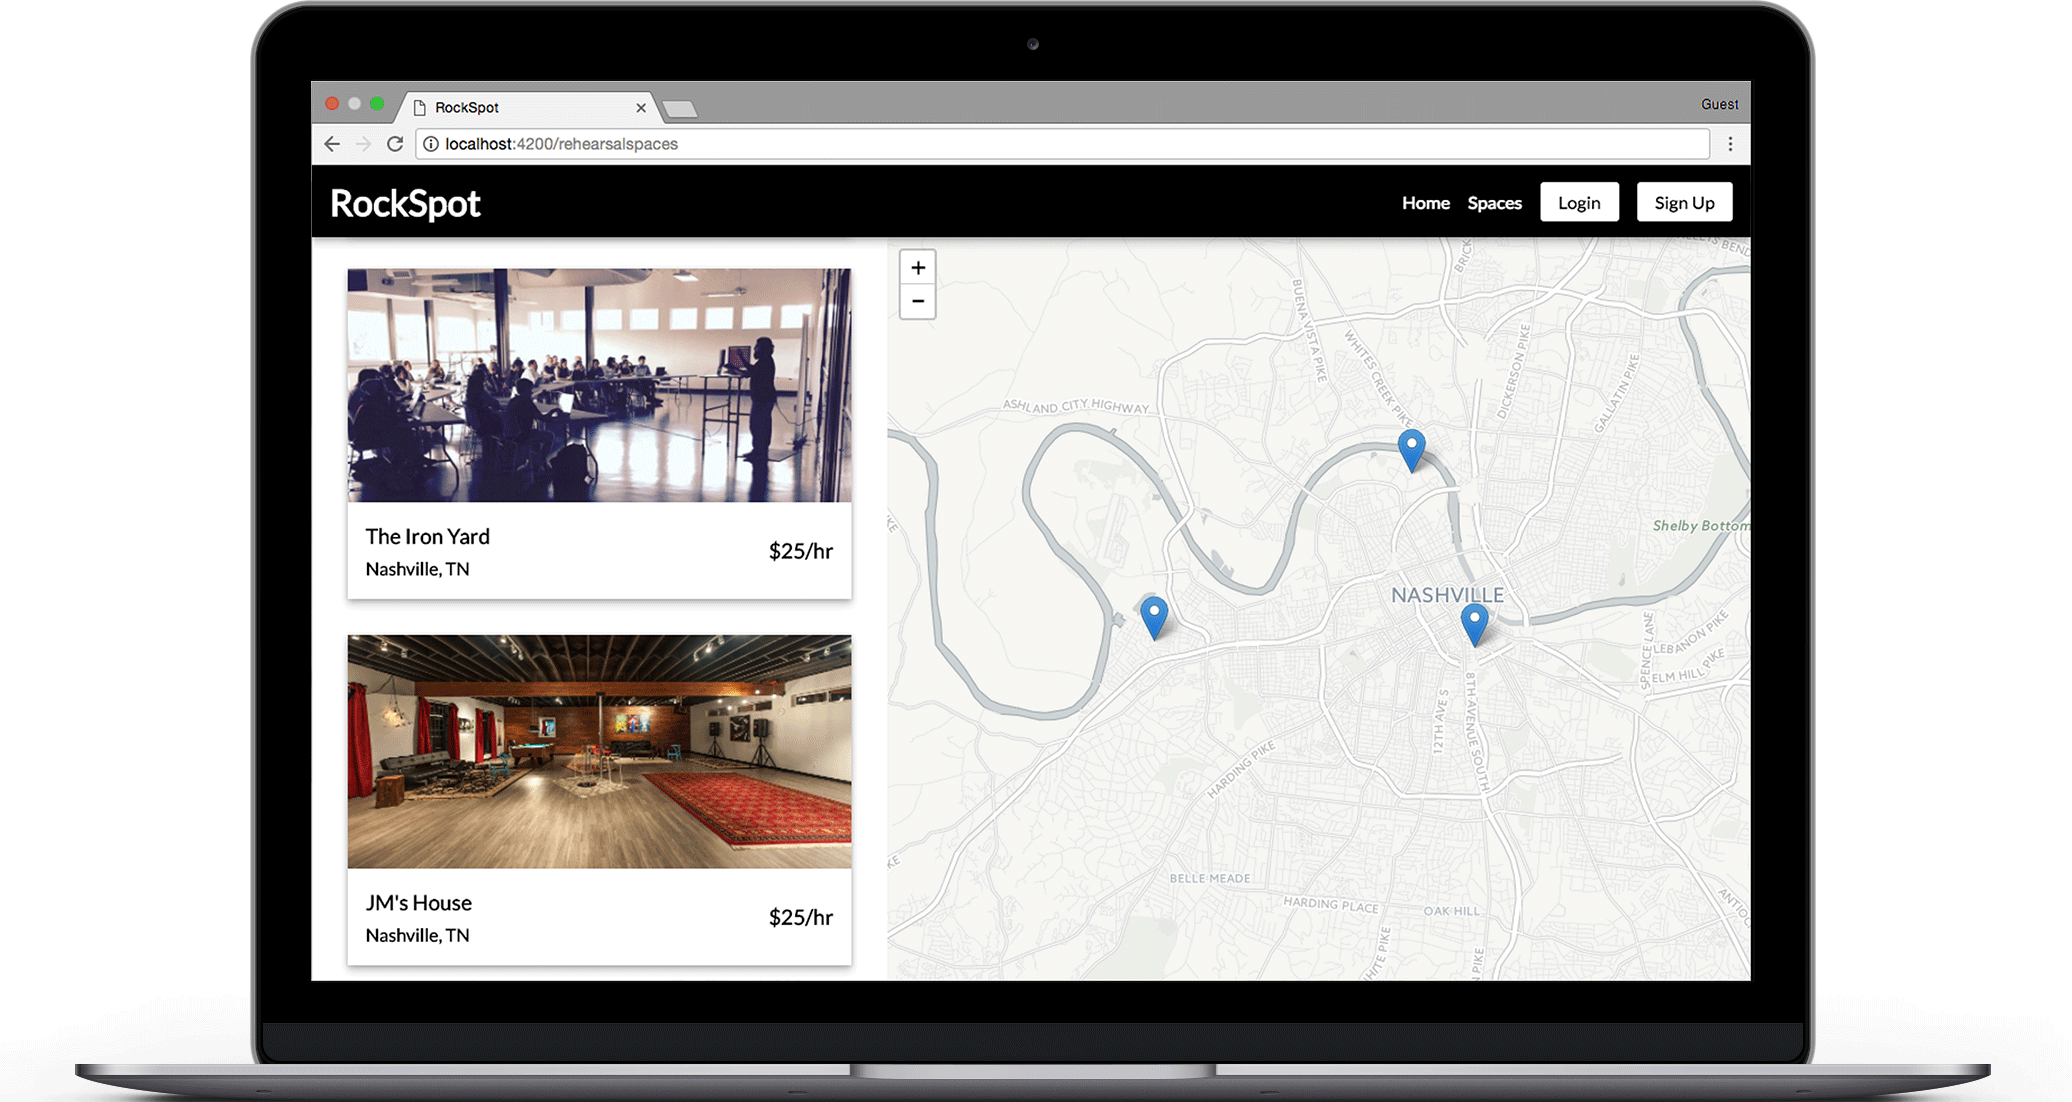 RockSpot
Guest
localhost:4200/rehearsalspaces
RockSpot
Home Spaces Login Sign Up
The Iron Yard
Nashville, TN
$25/hr
JM's House
Nashville, TN
$25/hr
+
−
BUENA VISTA PIKE
WHITES CREEK PIKE
DICKERSON PIKE
GALLATIN PIKE
ASHLAND CITY HIGHWAY
Shelby Bottom
NASHVILLE
SPENCE LANE
LEBANON PIKE
ELM HILL PIKE
12TH AVE S
8TH AVENUE SOUTH
HARDING PIKE
BELLE MEADE
HARDING PLACE
OAK HILL